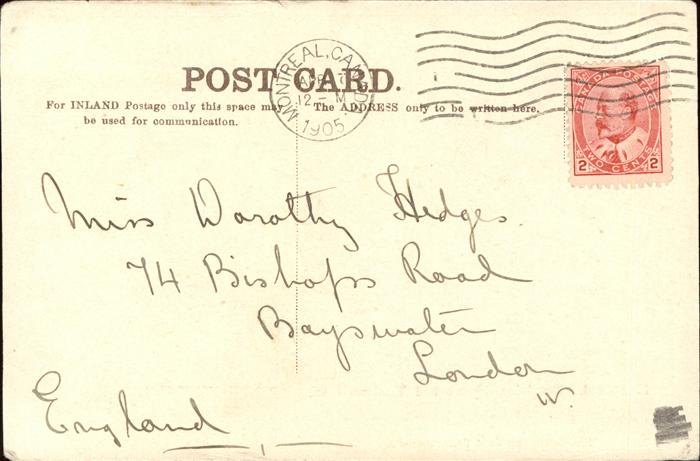 POST CARD.
For INLAND Postage only this space may
be used for communication.
The ADDRESS only to be written here.
MONTREAL, CANADA
12 - M
1905
CANADA POSTAGE
2 TWO CENTS 2
Miss Dorothy Hedges.
74 Bishops Road
Bayswater
London
W.
England